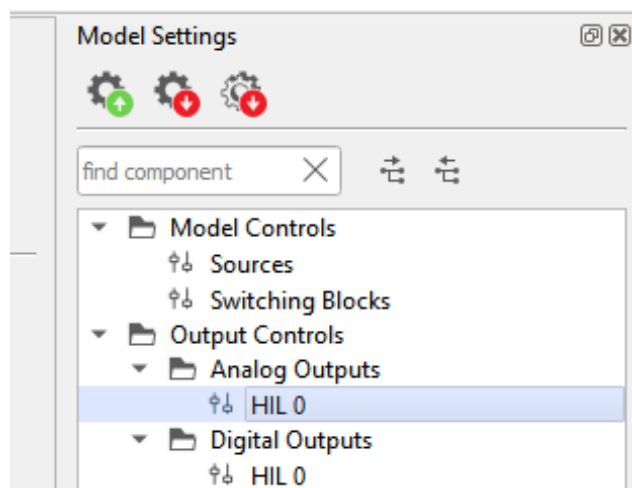 Model Settings
find component
Model Controls
Sources
Switching Blocks
Output Controls
Analog Outputs
HIL 0
Digital Outputs
HIL 0